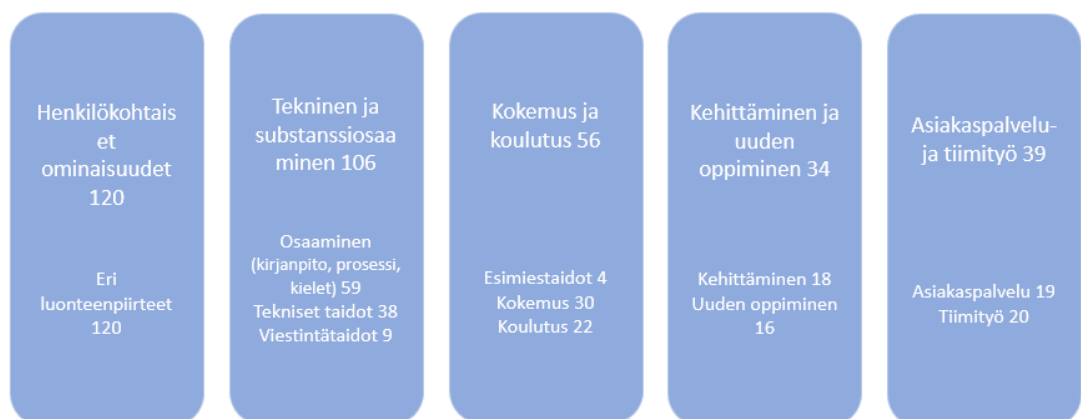 Henkilökohtais
et
ominaisuudet
120
Eri
luonteenpiirteet
120
Tekninen ja
substanssiosaa
minen 106
Osaaminen
(kirjanpito, prosessi,
kielet) 59
Tekniset taidot 38
Viestintätaidot 9
Kokemus ja
koulutus 56
Esimiestaidot 4
Kokemus 30
Koulutus 22
Kehittäminen ja
uuden
oppiminen 34
Kehittäminen 18
Uuden oppiminen
16
Asiakaspalvelu-
ja tiimityö 39
Asiakaspalvelu 19
Tiimityö 20